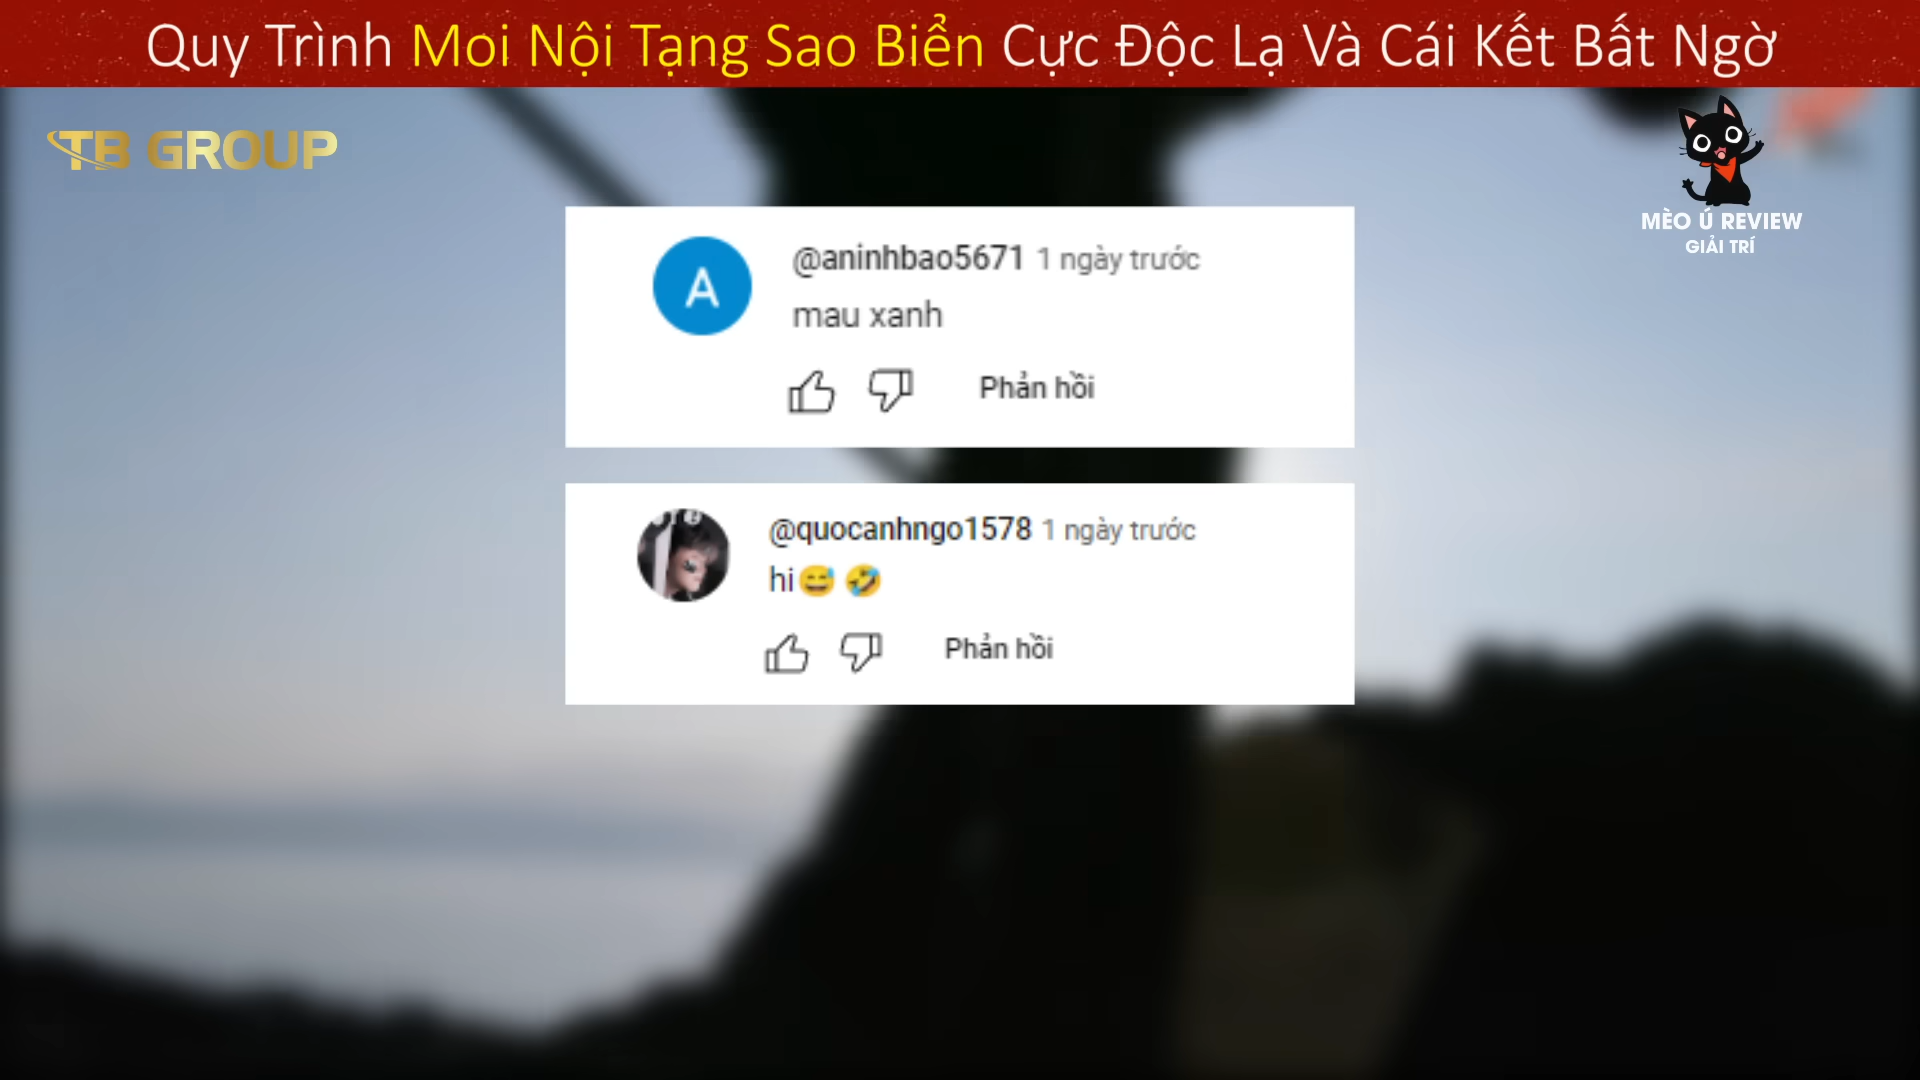 Quy Trình Moi Nội Tạng Sao Biển Cực Độc Lạ Và Cái Kết Bất Ngờ
TB GROUP
MÈO Ú REVIEW
GIẢI TRÍ
A
@aninhbao5671 1 ngày trước
mau xanh
Phản hồi
@quocanhngo1578 1 ngày trước
hi😅 🤣
Phản hồi